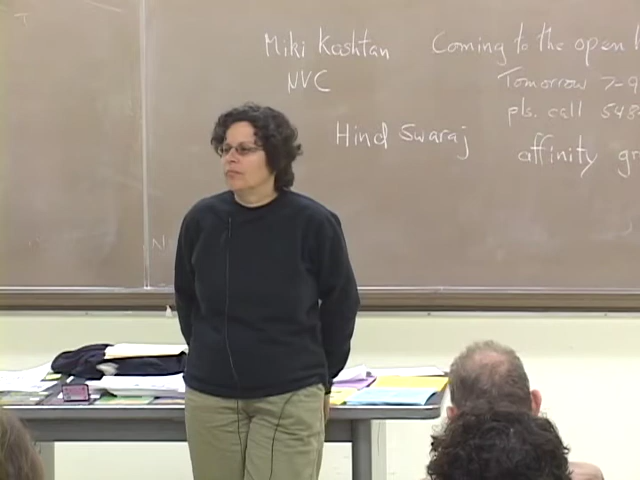 Miki Kashtan
NVC
Hind Swaraj
Coming to the open
Tomorrow 7-9
pls. call 548-
affinity gr